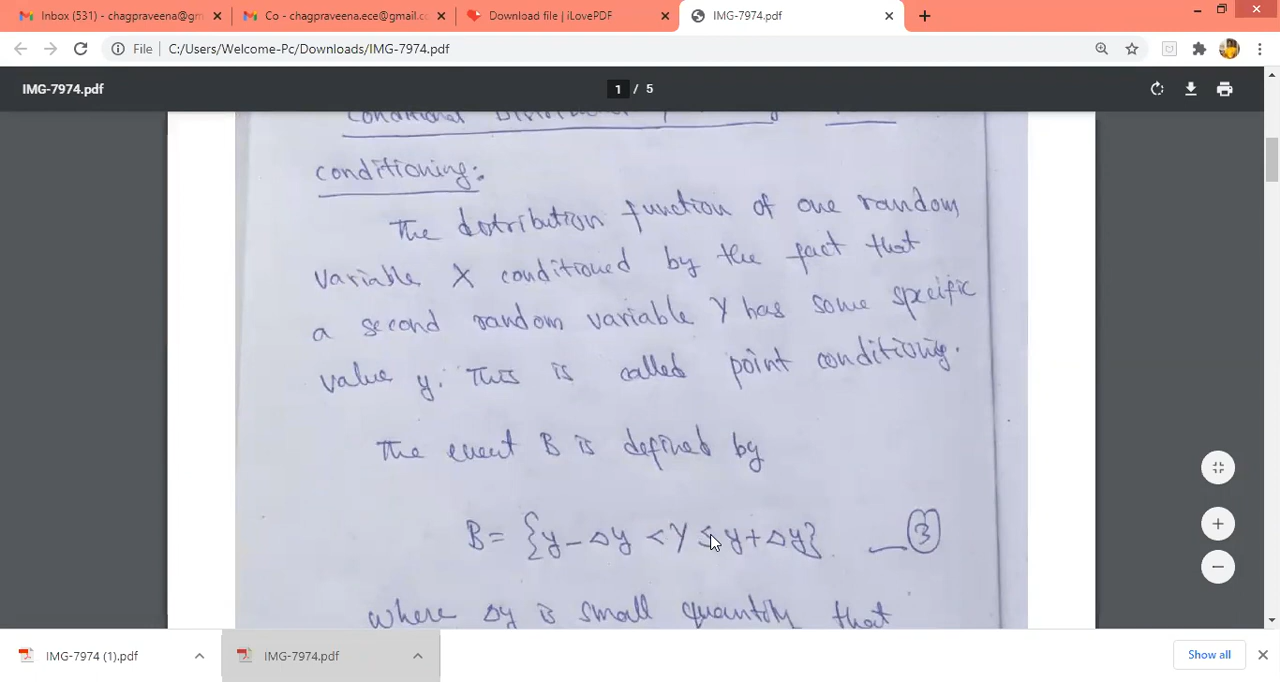 Inbox (531) - chagpraveena@gm
Co - chagpraveena.ece@gmail.c
Download file | iLovePDF
IMG-7974.pdf
File
C:/Users/Welcome-Pc/Downloads/IMG-7974.pdf
IMG-7974.pdf
1 / 5
conditional
conditioning:
The distribution function of one random
variable X conditioned by the fact that
a second random variable Y has some specific
value y. This is called point conditionig.
The event B is defined by
B = {y - Δy < Y ≤ y + Δy} — 3
where Δy is small quantity that
IMG-7974 (1).pdf
IMG-7974.pdf
Show all